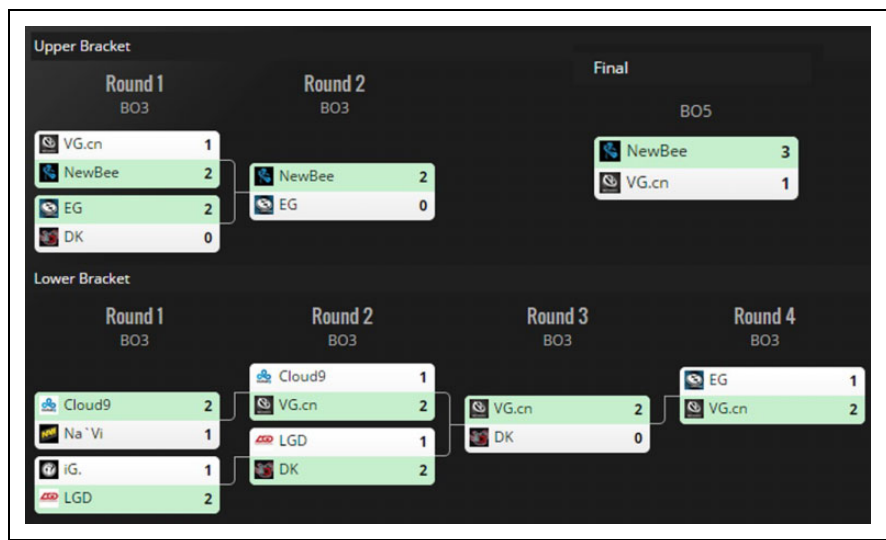 Upper Bracket
Final
Round 1
Round 2
BO3
BO3
BO5
VG.cn 1
NewBee 2
EG 2
DK 0
NewBee 2
EG 0
NewBee 3
VG.cn 1
Lower Bracket
Round 1
Round 2
Round 3
Round 4
BO3
BO3
BO3
BO3
Cloud9 2
Na`Vi 1
iG. 1
LGD 2
Cloud9 1
VG.cn 2
LGD 1
DK 2
VG.cn 2
DK 0
EG 1
VG.cn 2